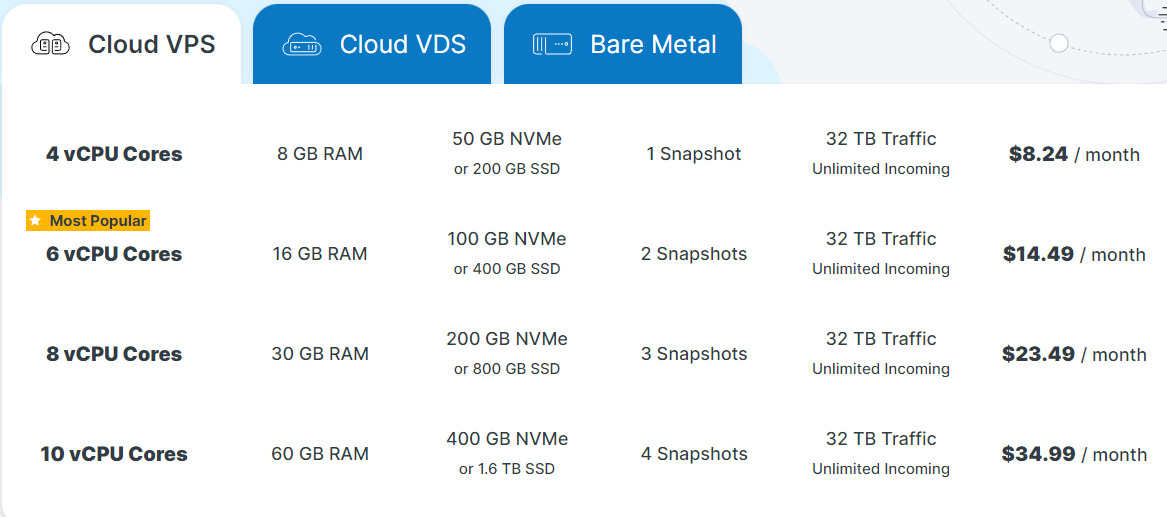 Cloud VPS
Cloud VDS
Bare Metal
4 vCPU Cores
8 GB RAM
50 GB NVMe
or 200 GB SSD
1 Snapshot
32 TB Traffic
Unlimited Incoming
$8.24 / month
Most Popular
6 vCPU Cores
16 GB RAM
100 GB NVMe
or 400 GB SSD
2 Snapshots
32 TB Traffic
Unlimited Incoming
$14.49 / month
8 vCPU Cores
30 GB RAM
200 GB NVMe
or 800 GB SSD
3 Snapshots
32 TB Traffic
Unlimited Incoming
$23.49 / month
10 vCPU Cores
60 GB RAM
400 GB NVMe
or 1.6 TB SSD
4 Snapshots
32 TB Traffic
Unlimited Incoming
$34.99 / month